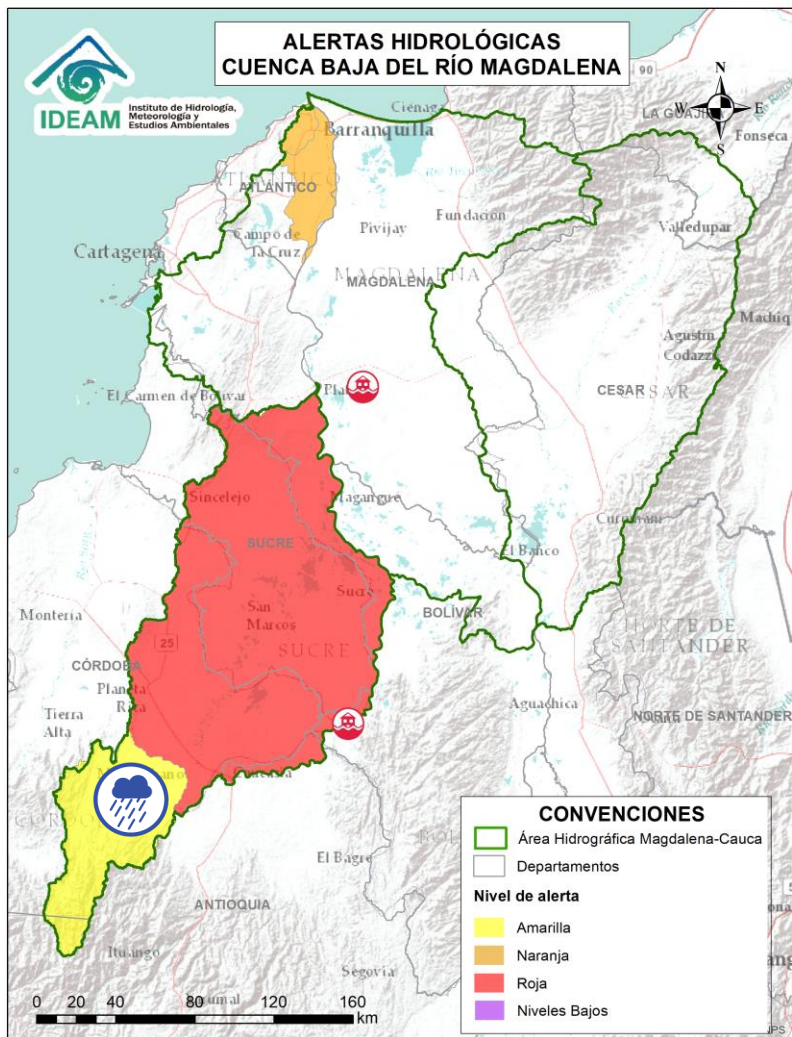 ALERTAS HIDROLÓGICAS
CUENCA BAJA DEL RÍO MAGDALENA
IDEAM
Instituto de Hidrología,
Meteorología y
Estudios Ambientales
N
W
E
S
90
LA GUAJIRA
Ciénaga
Barranquilla
Fonseca
ATLÁNTICO
Fundación
Valledupar
Pivijay
Campo de
la Cruz
Cartagena
MAGDALENA
MAGDALENA
Agustín
Codazzi
CESAR
CESAR
El Carmen de Bolívar
Sincelejo
Magangué
Curumaní
SUCRE
El Banco
Sucre
BOLÍVAR
San
Marcos
Montería
NORTE DE
SANTANDER
SUCRE
25
CÓRDOBA
Planeta
Rica
Aguachica
NORTE DE SANTANDER
Tierra
Alta
CONVENCIONES
Área Hidrográfica Magdalena-Cauca
Departamentos
Nivel de alerta
Amarilla
Naranja
Roja
Niveles Bajos
El Bagre
ANTIOQUIA
Ituango
Segovia
0 20 40 80 120 160
km